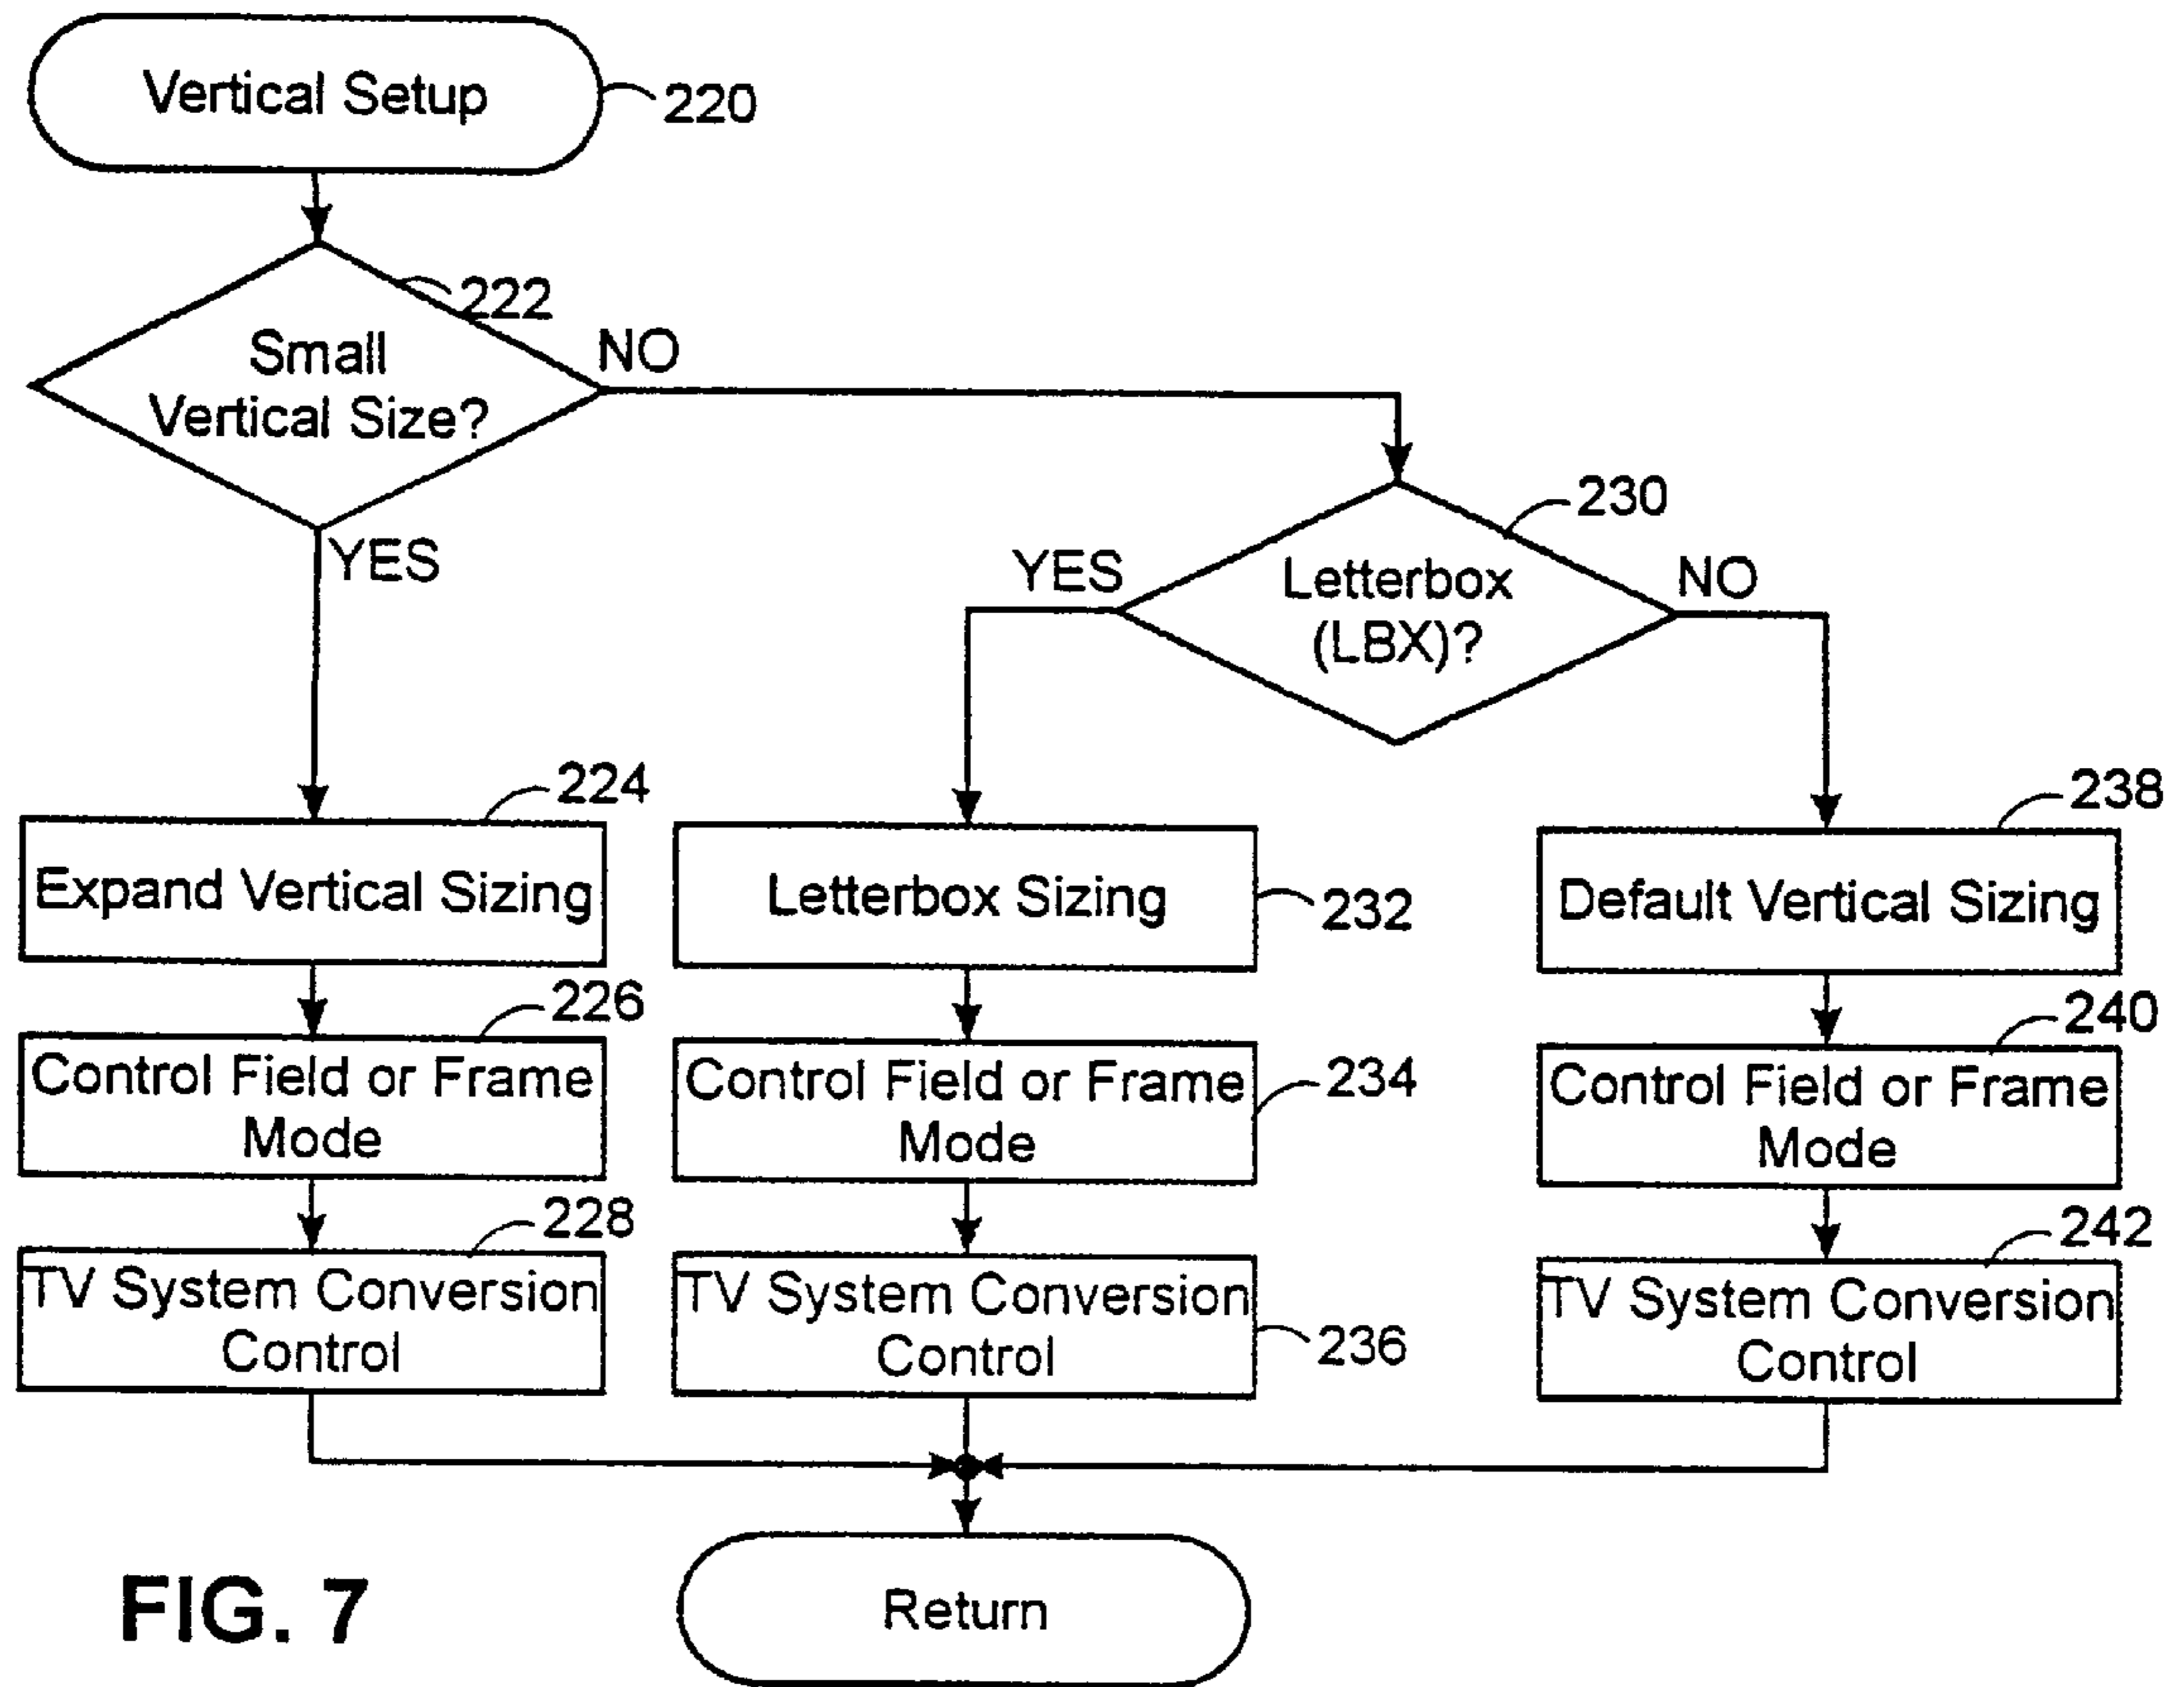 Vertical Setup
220
222
Small
Vertical Size?
NO
YES
230
Letterbox
(LBX)?
YES
NO
224
Expand Vertical Sizing
Letterbox Sizing
232
238
Default Vertical Sizing
226
Control Field or Frame
Mode
Control Field or Frame
Mode
234
240
Control Field or Frame
Mode
228
TV System Conversion
Control
TV System Conversion
Control
236
242
TV System Conversion
Control
Return
FIG. 7